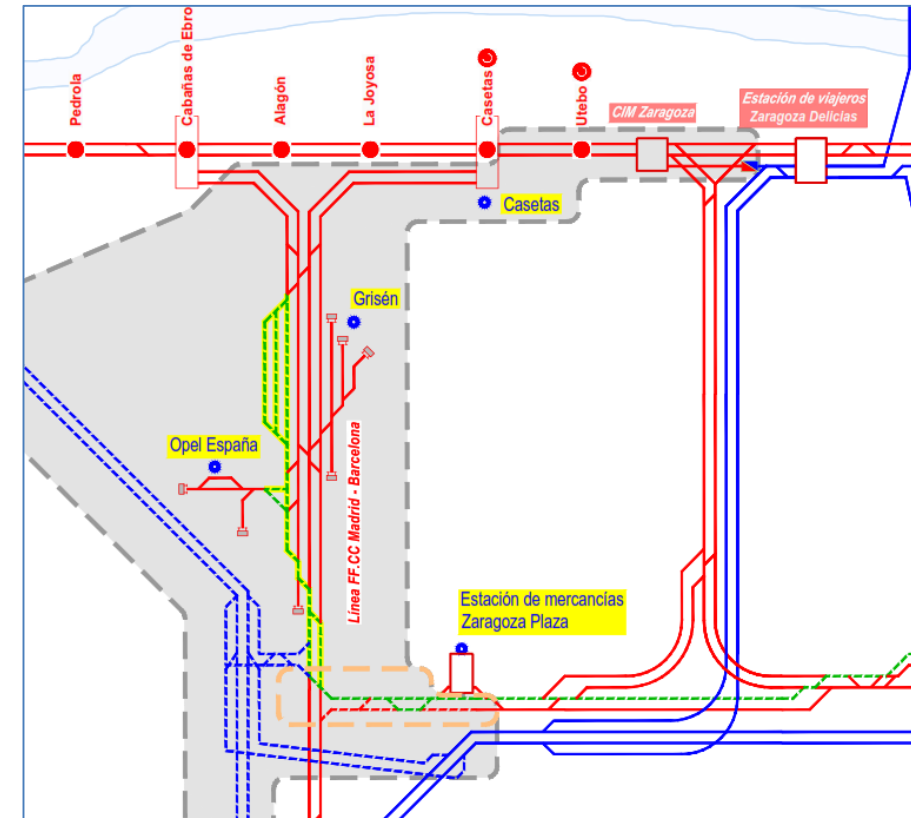 Pedrola
Cabañas de Ebro
Alagón
La Joyosa
Casetas
Utebo
CIM Zaragoza
Estación de viajeros
Zaragoza Delicias
Casetas
Grisén
Opel España
Línea FF.CC Madrid - Barcelona
Estación de mercancías
Zaragoza Plaza